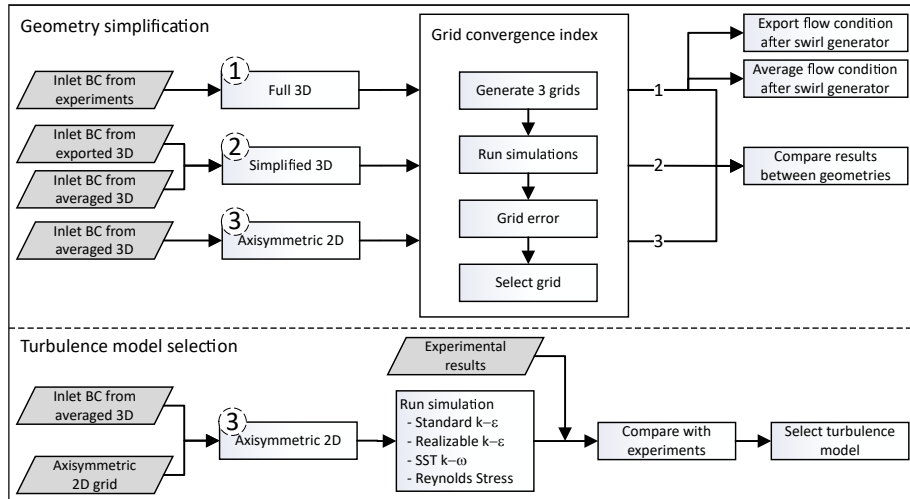 Geometry simplification
Inlet BC from
experiments
1
Full 3D
Inlet BC from
exported 3D
Inlet BC from
averaged 3D
2
Simplified 3D
Inlet BC from
averaged 3D
3
Axisymmetric 2D
Grid convergence index
Generate 3 grids
Run simulations
Grid error
Select grid
1
2
3
Export flow condition
after swirl generator
Average flow condition
after swirl generator
Compare results
between geometries
Turbulence model selection
Inlet BC from
averaged 3D
Axisymmetric
2D grid
3
Axisymmetric 2D
Experimental
results
Run simulation
- Standard k−ε
- Realizable k−ε
- SST k−ω
- Reynolds Stress
Compare with
experiments
Select turbulence
model